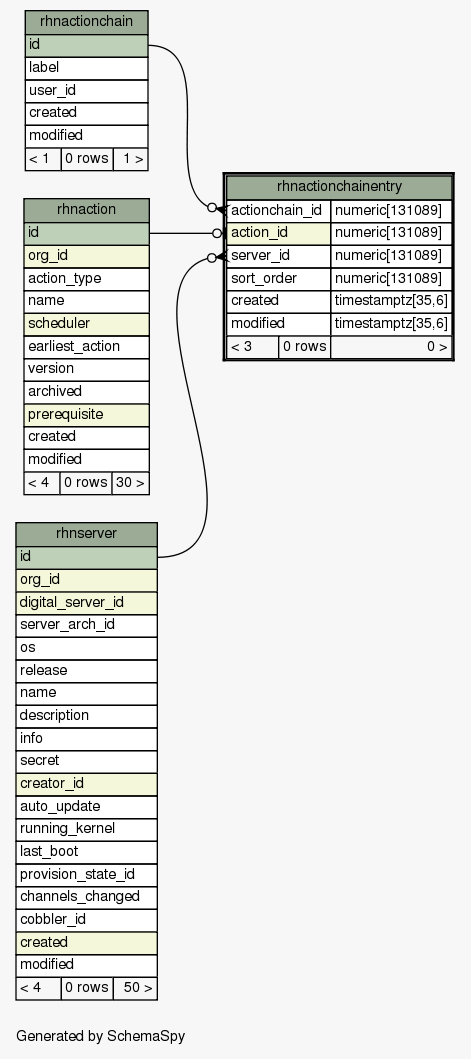 rhnactionchain
id
label
user_id
created
modified
< 1 0 rows 1 >
rhnactionchainentry
actionchain_id numeric[131089]
action_id numeric[131089]
server_id numeric[131089]
sort_order numeric[131089]
created timestamptz[35,6]
modified timestamptz[35,6]
< 3 0 rows 0 >
rhnaction
id
org_id
action_type
name
scheduler
earliest_action
version
archived
prerequisite
created
modified
< 4 0 rows 30 >
rhnserver
id
org_id
digital_server_id
server_arch_id
os
release
name
description
info
secret
creator_id
auto_update
running_kernel
last_boot
provision_state_id
channels_changed
cobbler_id
created
modified
< 4 0 rows 50 >
Generated by SchemaSpy